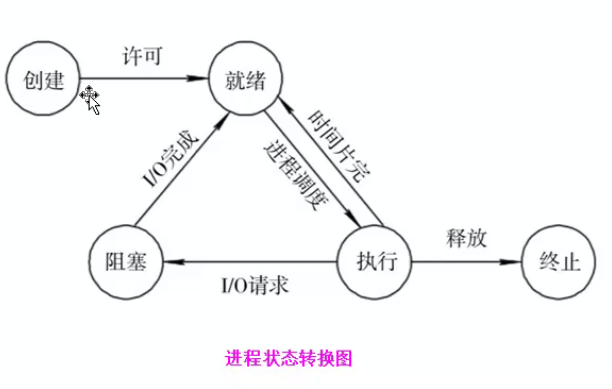 许可
创建
就绪
时间片完
I/O完成
进程调度
阻塞
执行
释放
终止
I/O请求
进程状态转换图